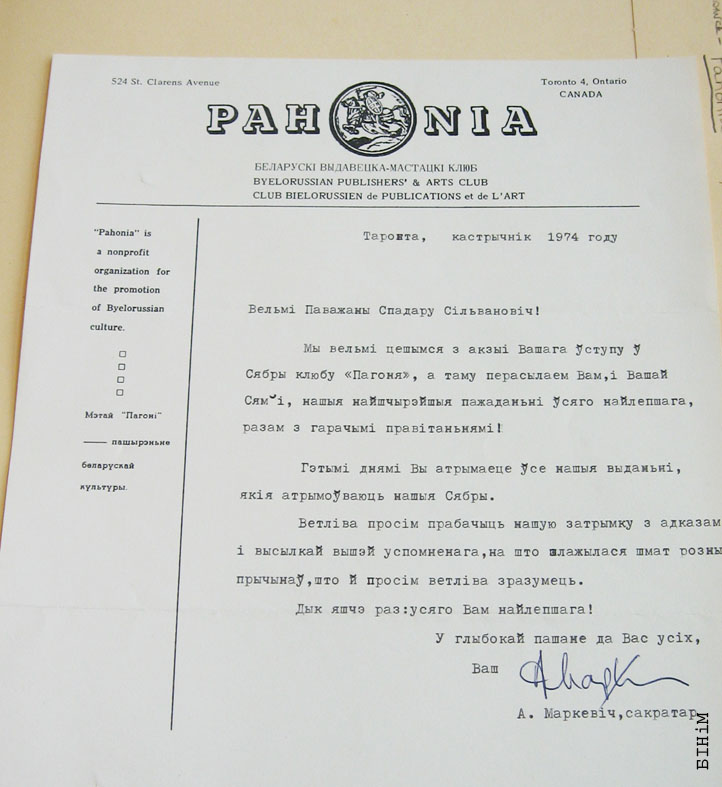 524 St. Clarens Avenue
Toronto 4, Ontario
CANADA
PAHONIA
БЕЛАРУСКІ ВЫДАВЕЦКА-МАСТАЦКІ КЛЮБ
BYELORUSSIAN PUBLISHERS' & ARTS CLUB
CLUB BIELORUSSIEN de PUBLICATIONS et de L'ART
"Pahonia" is
a nonprofit
organization for
the promotion
of Byelorussian
culture.
Мэтай "Пагоні"
— пашырэньне
беларускай
культуры.
Таронта, кастрычнік 1974 году
Вельмі Паважаны Спадару Сільвановіч!
Мы вельмі цешымся з акзыі Вашага ўступу ў
Сябры клюбу «Пагоня», а таму перасылаем Вам,і Вашай
Сям'і, нашыя найшчырэйшыя пажаданьні ўсяго найлепшага,
разам з гарачымі правітаньнямі!
Гэтымі днямі Вы атрымаеце ўсе нашыя выданьні,
якія атрымоўваюць нашыя Сябры.
Ветліва просім прабачыць нашую затрымку з адказам
і высылкай вышэй успомненага,на што злажылася шмат розны
прычынаў,што й просім ветліва зразумець.
Дык яшчэ раз:усяго Вам найлепшага!
У глыбокай пашане да Вас усіх,
Ваш
А. Маркевіч,сакратар
БІНіМ